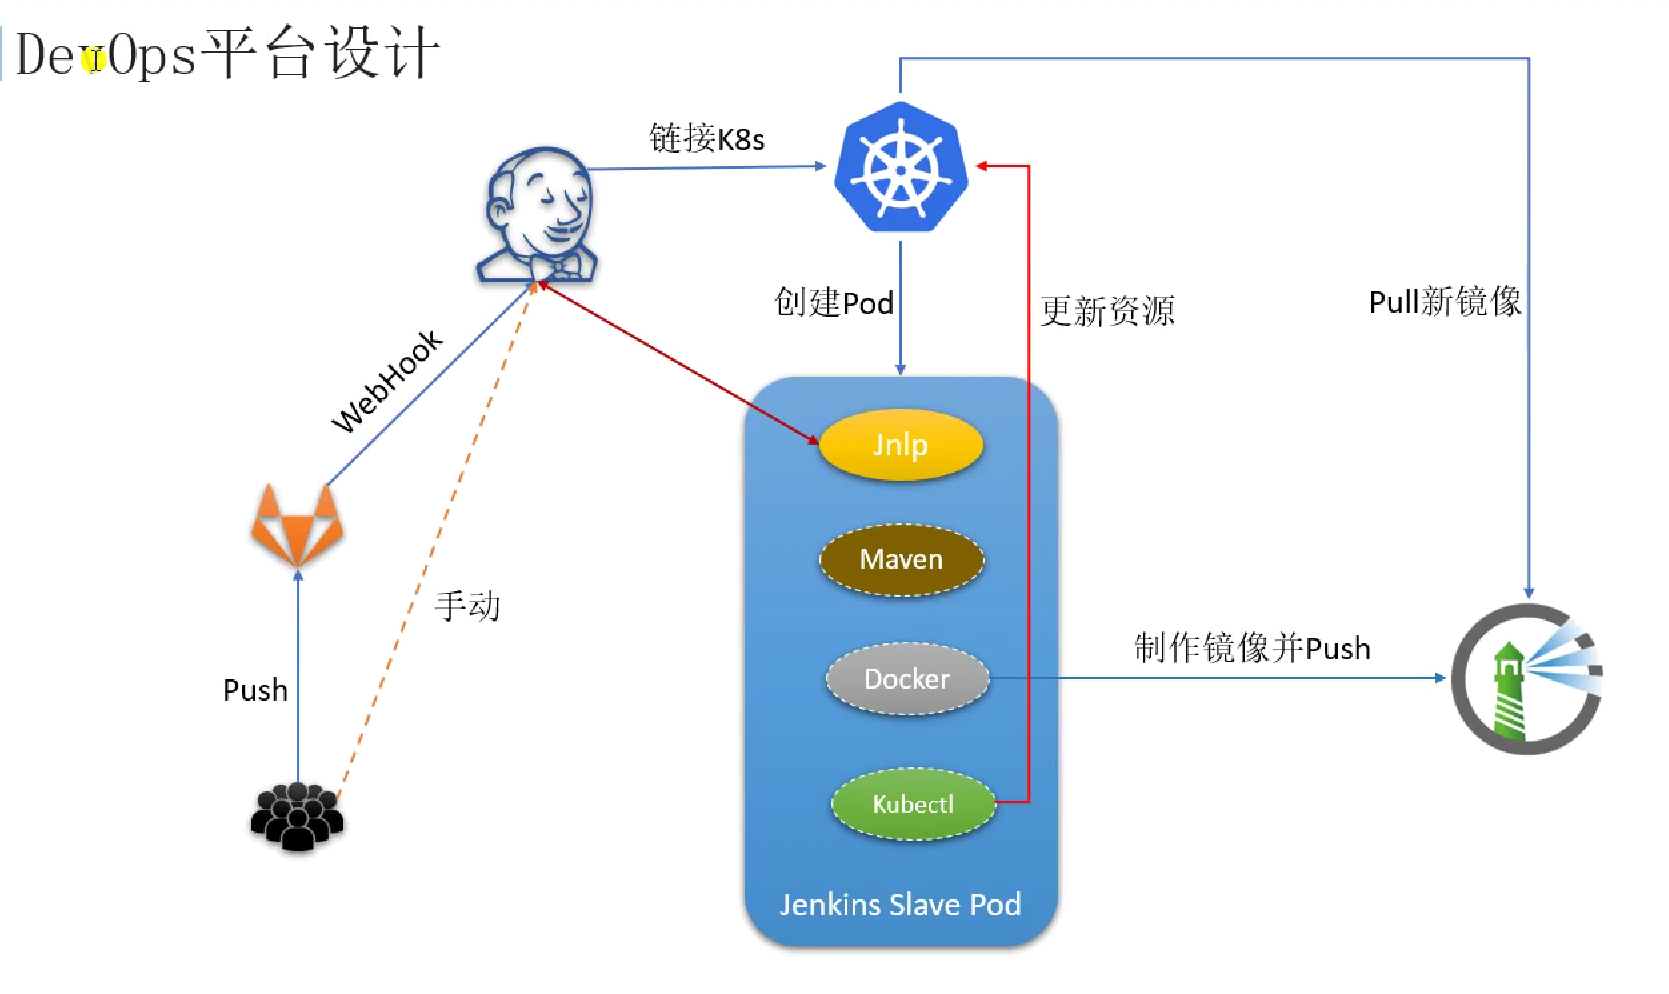 DevOps平台设计
链接K8s
创建Pod
更新资源
Pull新镜像
WebHook
手动
Push
Jnlp
Maven
Docker
制作镜像并Push
Kubectl
Jenkins Slave Pod